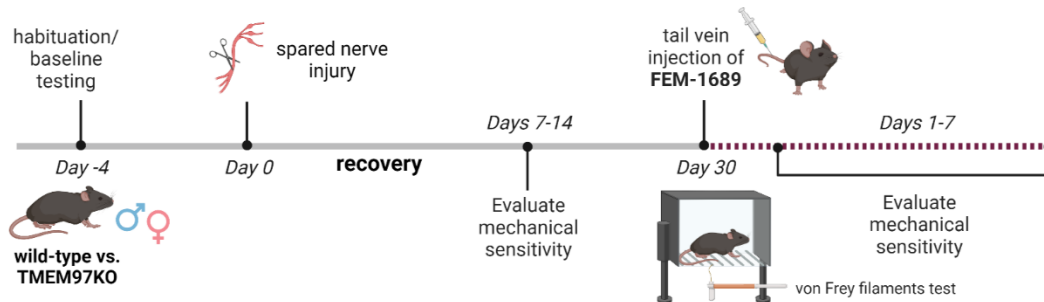 habituation/
baseline
testing
spared nerve
injury
tail vein
injection of
FEM-1689
Days 7-14
Days 1-7
Day -4
Day 0
recovery
Day 30
wild-type vs.
TMEM97KO
Evaluate
mechanical
sensitivity
Evaluate
mechanical
sensitivity
von Frey filaments test